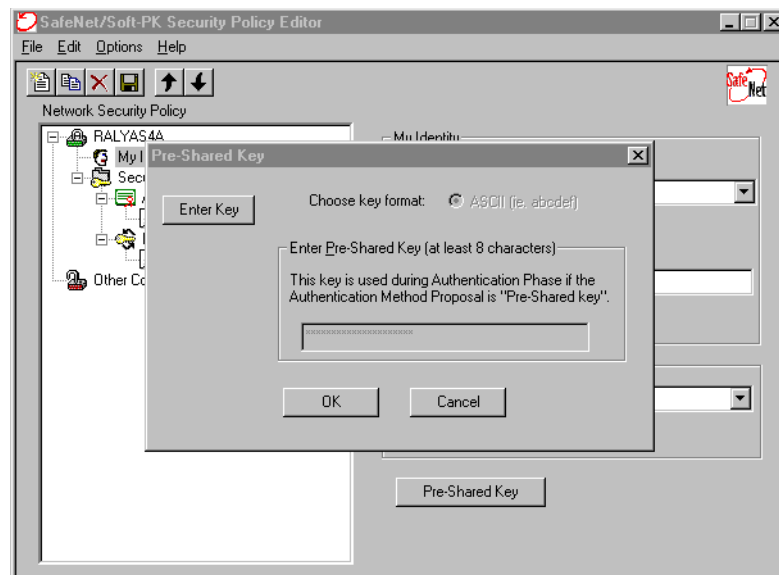 SafeNet/Soft-PK Security Policy Editor
File Edit Options Help
Safe Net
Network Security Policy
RALYAS4A
My I
Secu
Other Co
My Identity
Pre-Shared Key
Enter Key
Choose key format: ASCII (ie. abcdef)
Enter Pre-Shared Key (at least 8 characters)
This key is used during Authentication Phase if the
Authentication Method Proposal is "Pre-Shared key".
OK
Cancel
Pre-Shared Key